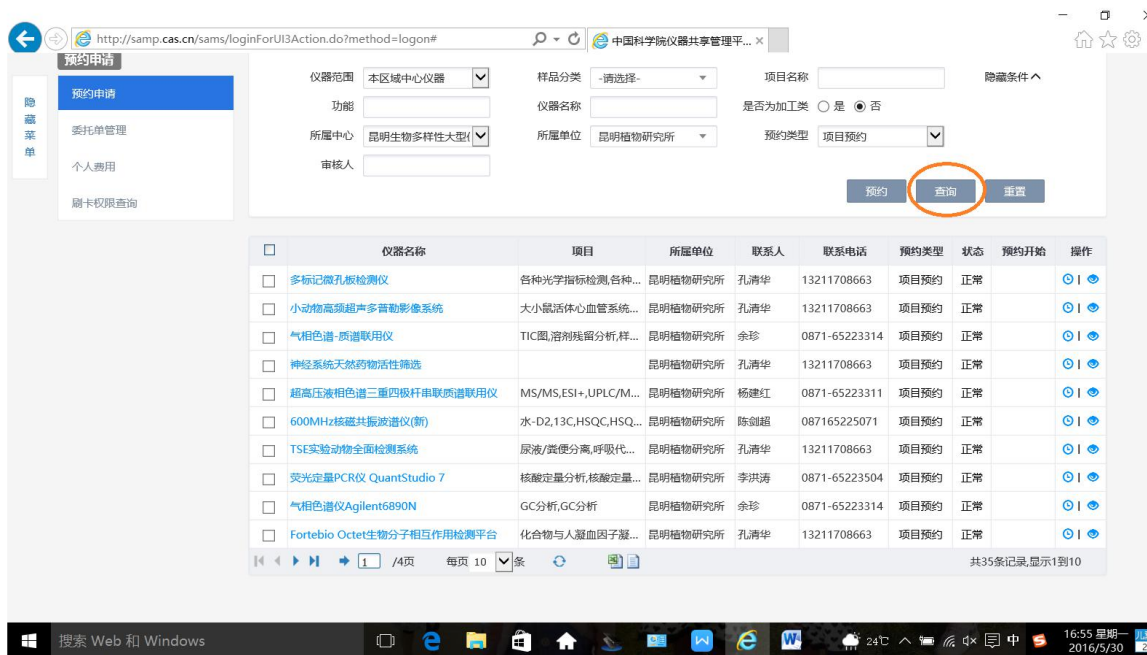 http://samp.cas.cn/sams/loginForUI3Action.do?method=logon#
中国科学院仪器共享管理平... ×
隐藏菜单
预约申请
预约申请
委托单管理
个人费用
刷卡权限查询
仪器范围 本区域中心仪器 样品分类 -请选择- 项目名称 隐藏条件
功能 仪器名称 是否为加工类 是 否
所属中心 昆明生物多样性大型( 所属单位 昆明植物研究所 预约类型 项目预约
审核人
预约 查询 重置
仪器名称 项目 所属单位 联系人 联系电话 预约类型 状态 预约开始 操作
多标记微孔板检测仪 各种光学指标检测,各种... 昆明植物研究所 孔清华 13211708663 项目预约 正常 |
小动物高频超声多普勒影像系统 大小鼠活体心血管系统... 昆明植物研究所 孔清华 13211708663 项目预约 正常 |
气相色谱-质谱联用仪 TIC图,溶剂残留分析,样... 昆明植物研究所 余珍 0871-65223314 项目预约 正常 |
神经系统天然药物活性筛选 昆明植物研究所 孔清华 13211708663 项目预约 正常 |
超高压液相色谱三重四极杆串联质谱联用仪 MS/MS,ESI+,UPLC/M... 昆明植物研究所 杨建红 0871-65223311 项目预约 正常 |
600MHz核磁共振波谱仪(新) 水-D2,13C,HSQC,HSQ... 昆明植物研究所 陈剑超 087165225071 项目预约 正常 |
TSE实验动物全面检测系统 尿液/粪便分离,呼吸代... 昆明植物研究所 孔清华 13211708663 项目预约 正常 |
荧光定量PCR仪 QuantStudio 7 核酸定量分析,核酸定量... 昆明植物研究所 李洪涛 0871-65223504 项目预约 正常 |
气相色谱仪Agilent6890N GC分析,GC分析 昆明植物研究所 余珍 0871-65223314 项目预约 正常 |
Fortebio Octet生物分子相互作用检测平台 化合物与人凝血因子凝... 昆明植物研究所 孔清华 13211708663 项目预约 正常 |
1 /4页 每页 10 条 共35条记录,显示1到10
搜索 Web 和 Windows 24℃ 中 16:55 星期一
2016/5/30